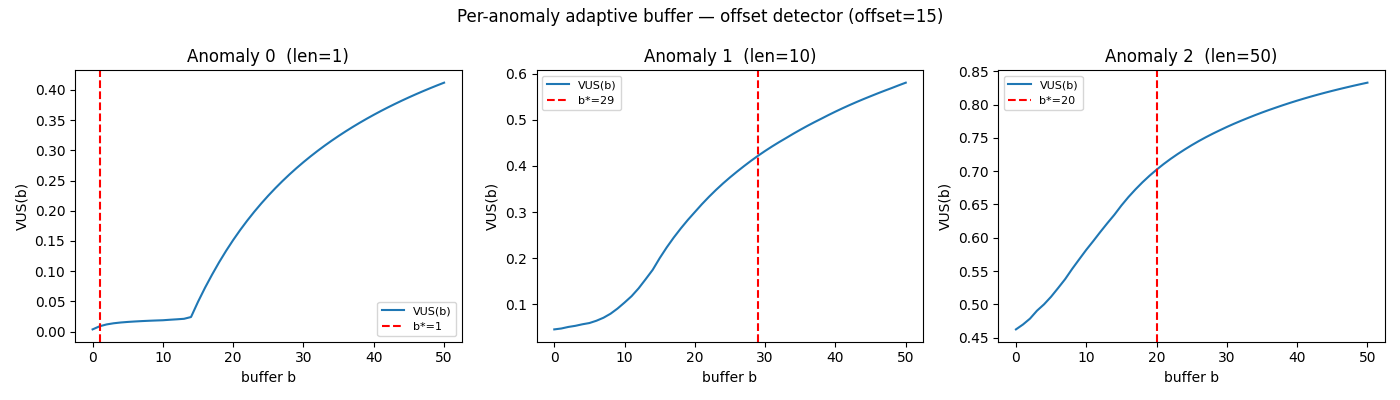 Per-anomaly adaptive buffer — offset detector (offset=15)
Anomaly 0  (len=1)
VUS(b)
0.40
0.35
0.30
0.25
0.20
0.15
0.10
0.05
0.00
0 10 20 30 40 50
buffer b
VUS(b)
b*=1
Anomaly 1  (len=10)
VUS(b)
0.6
0.5
0.4
0.3
0.2
0.1
0 10 20 30 40 50
buffer b
VUS(b)
b*=29
Anomaly 2  (len=50)
VUS(b)
0.85
0.80
0.75
0.70
0.65
0.60
0.55
0.50
0.45
0 10 20 30 40 50
buffer b
VUS(b)
b*=20